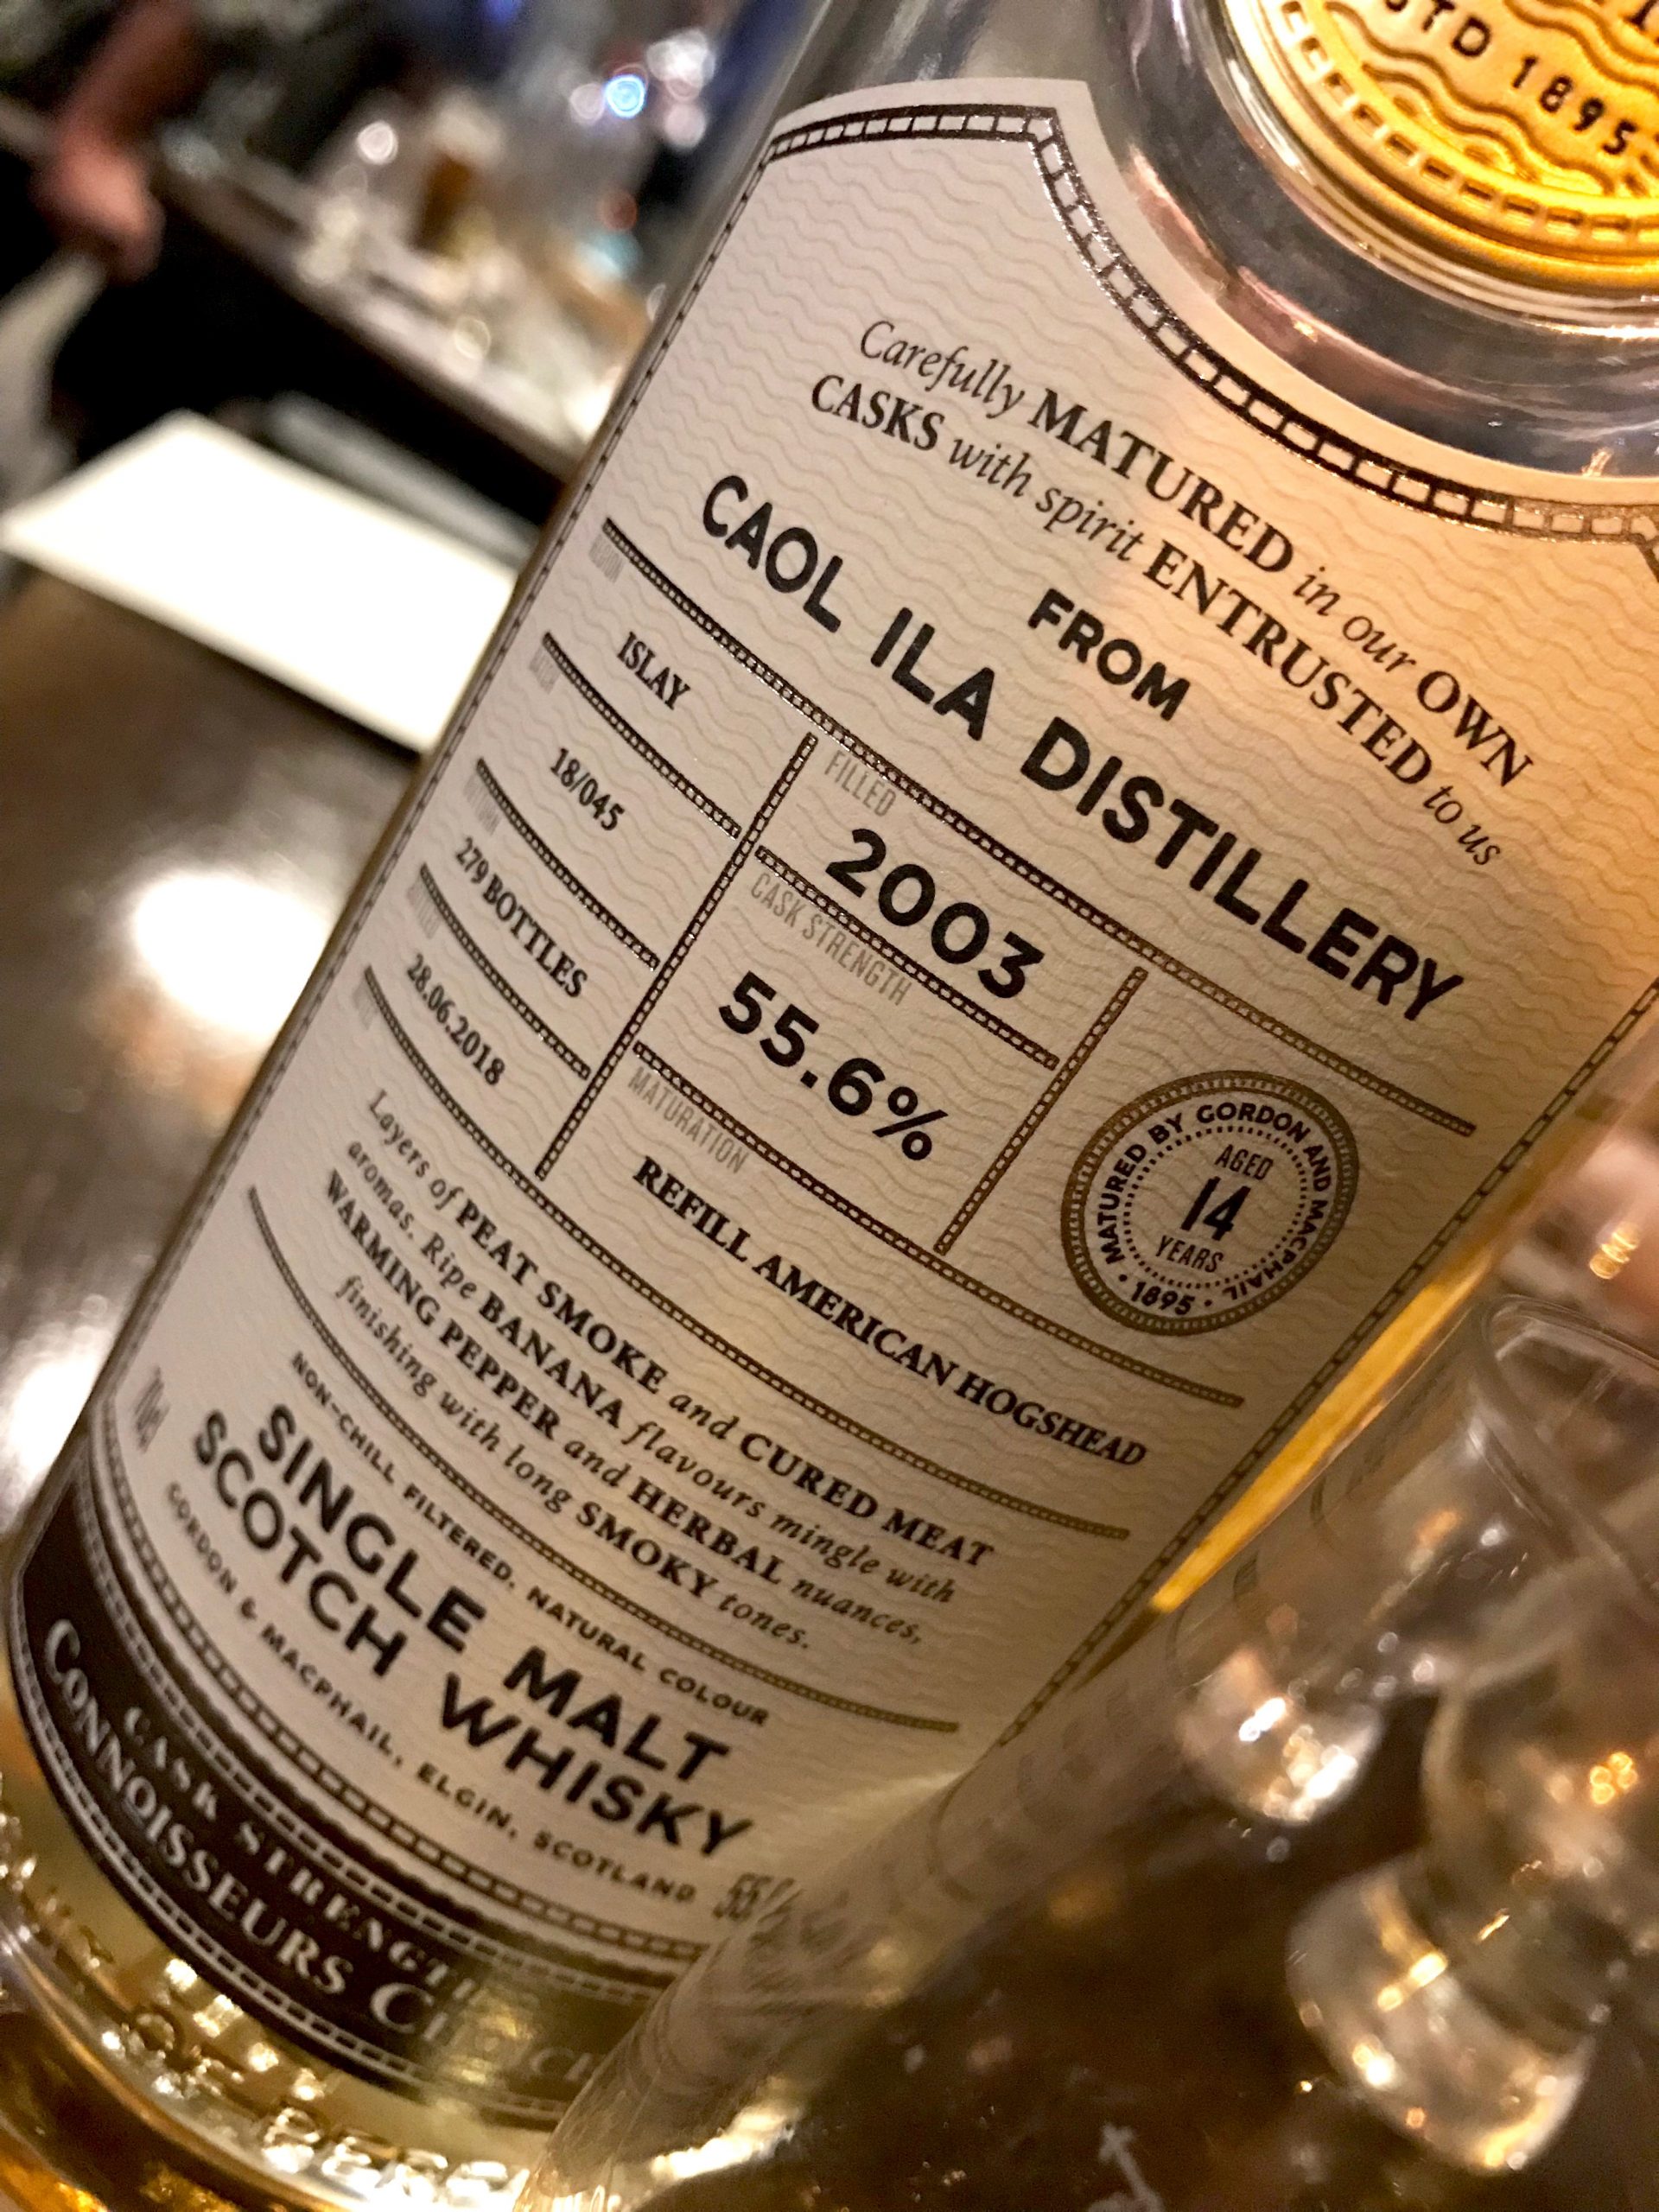 STD 1895
Carefully MATURED in our OWN
CASKS with spirit ENTRUSTED to us
FROM
CAOL ILA DISTILLERY
ISLAY
18/045
279 BOTTLES
28.06.2018
FILLED
2003
CASK STRENGTH
55.6%
MATURATION
REFILL AMERICAN HOGSHEAD
MATURED BY GORDON AND MACPHAIL
AGED
14
YEARS
• 1895 •
Layers of PEAT SMOKE and CURED MEAT
aromas. Ripe BANANA flavours mingle with
WARMING PEPPER and HERBAL nuances,
finishing with long SMOKY tones.
NON-CHILL FILTERED. NATURAL COLOUR
70cl
SINGLE MALT
SCOTCH WHISKY
GORDON & MACPHAIL, ELGIN, SCOTLAND
CASK STRENGTH
CONNOISSEURS CHOICE